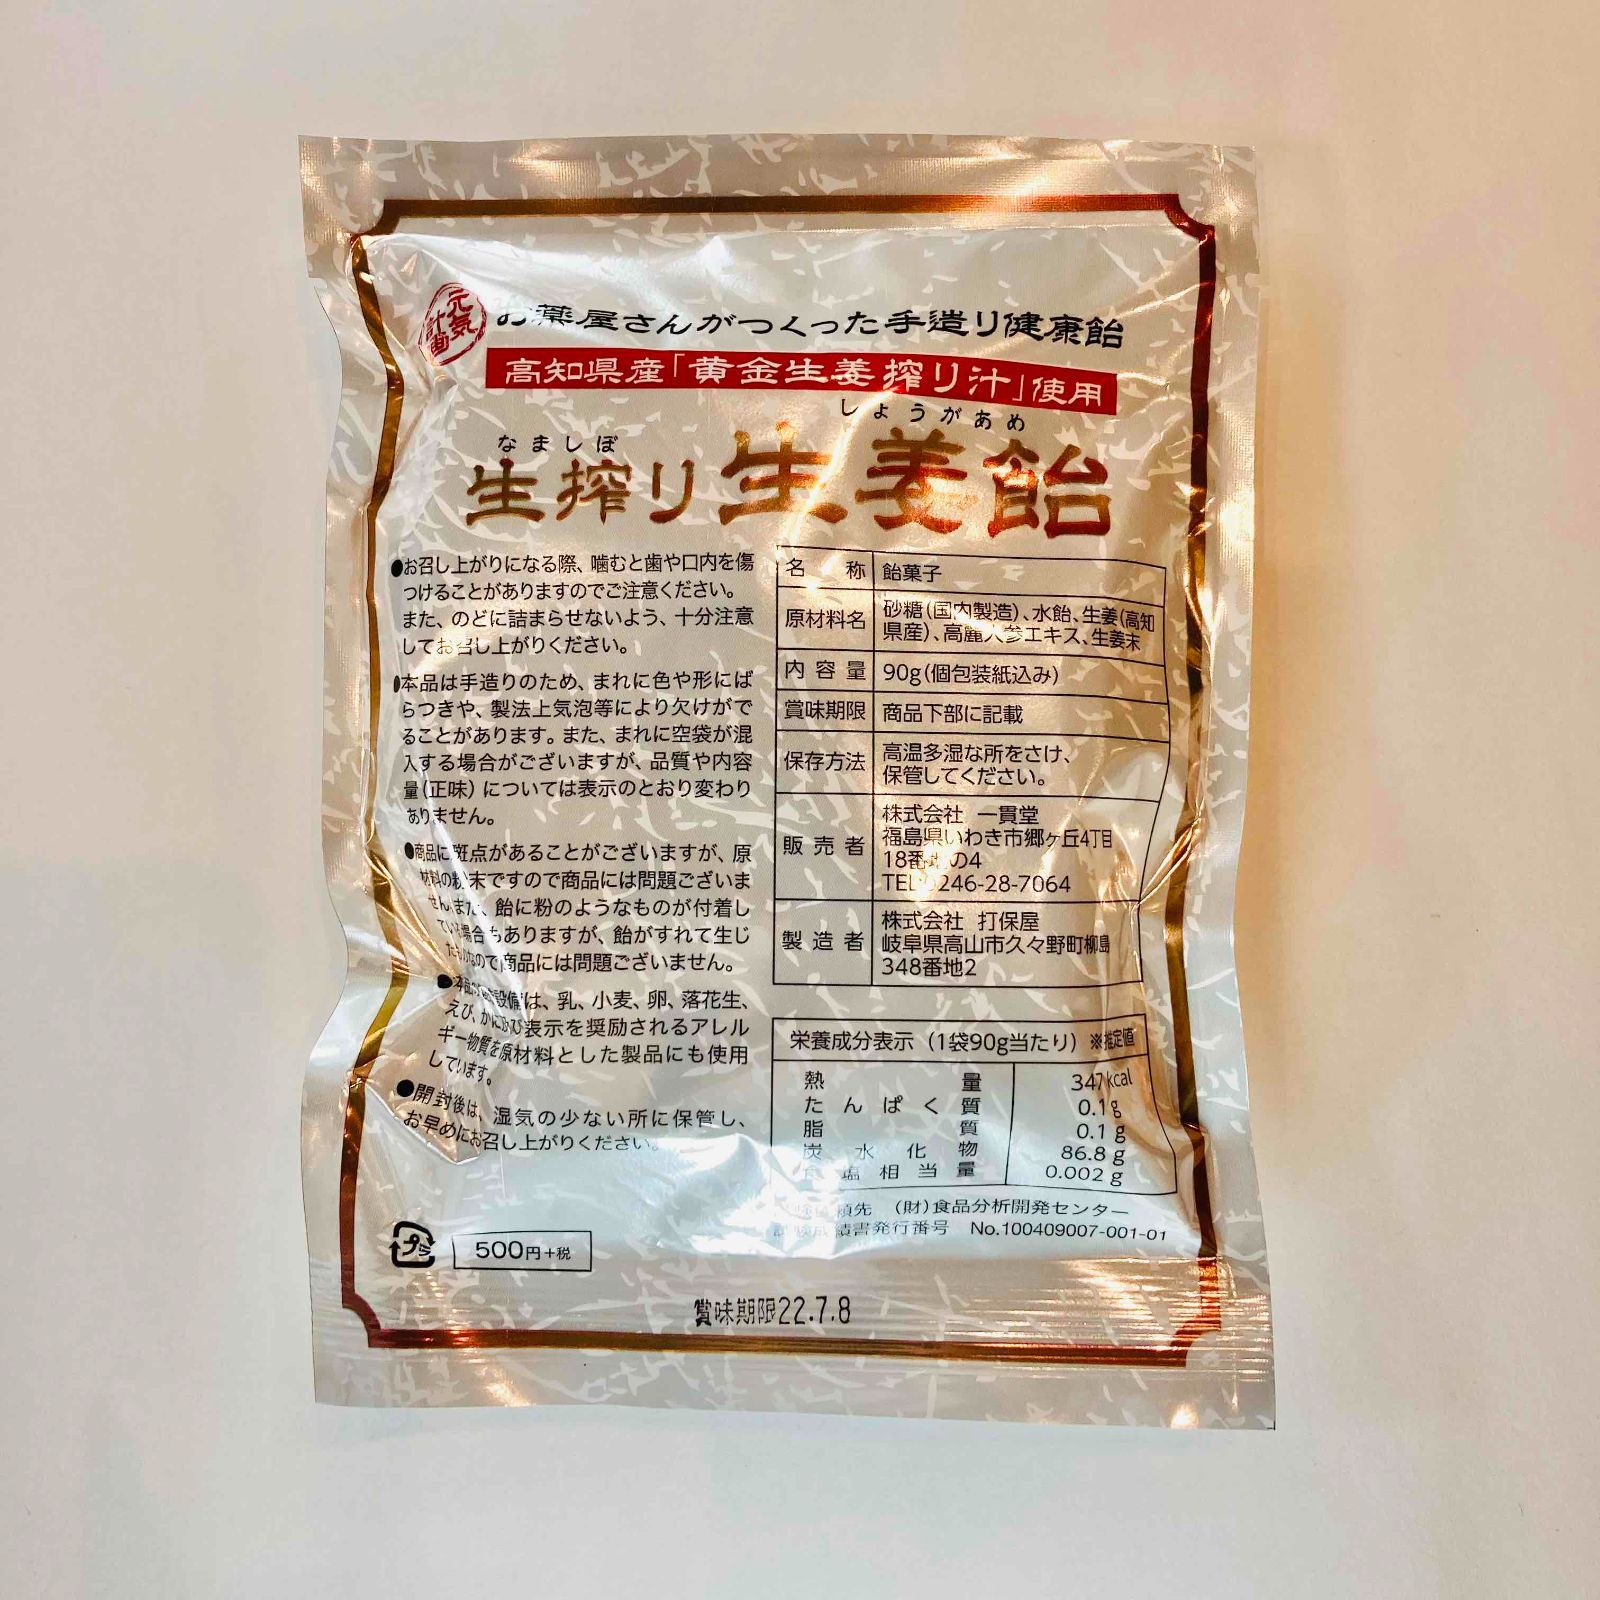 元気
計画
お薬屋さんがつくった手造り健康飴
高知県産「黄金生姜搾り汁」使用
なましぼ しょうがあめ
生搾り生姜飴
●お召し上がりになる際、噛むと歯や口内を傷
つけることがありますのでご注意ください。
また、のどに詰まらせないよう、十分注意
してお召し上がりください。
●本品は手造りのため、まれに色や形にば
らつきや、製法上気泡等により欠けがで
ることがあります。また、まれに空袋が混
入する場合がございますが、品質や内容
量(正味)については表示のとおり変わり
ありません。
●商品に斑点があることがございますが、原
材料の粉末ですので商品には問題ございま
せん。また、飴に粉のようなものが付着し
ている場合もありますが、飴がすれて生じ
たものなので商品には問題ございません。
●本品の設備は、乳、小麦、卵、落花生、
えび、かに及び表示を奨励されるアレル
ギー物質を原材料とした製品にも使用
しています。
●開封後は、湿気の少ない所に保管し、
お早めにお召し上がりください。
名称 飴菓子
原材料名 砂糖(国内製造)、水飴、生姜(高知
県産)、高麗人参エキス、生姜末
内容量 90g(個包装紙込み)
賞味期限 商品下部に記載
保存方法 高温多湿な所をさけ、
保管してください。
販売者 株式会社 一貫堂
福島県いわき市郷ヶ丘4丁目
18番地の4
TEL 0246-28-7064
製造者 株式会社 打保屋
岐阜県高山市久々野町柳島
348番地2
栄養成分表示(1袋90g当たり)※推定値
熱量 347kcal
たんぱく質 0.1g
脂質 0.1g
炭水化物 86.8g
食塩相当量 0.002g
試験依頼先 (財)食品分析開発センター
試験成績書発行番号 No.100409007-001-01
プラ
500円+税
賞味期限22.7.8